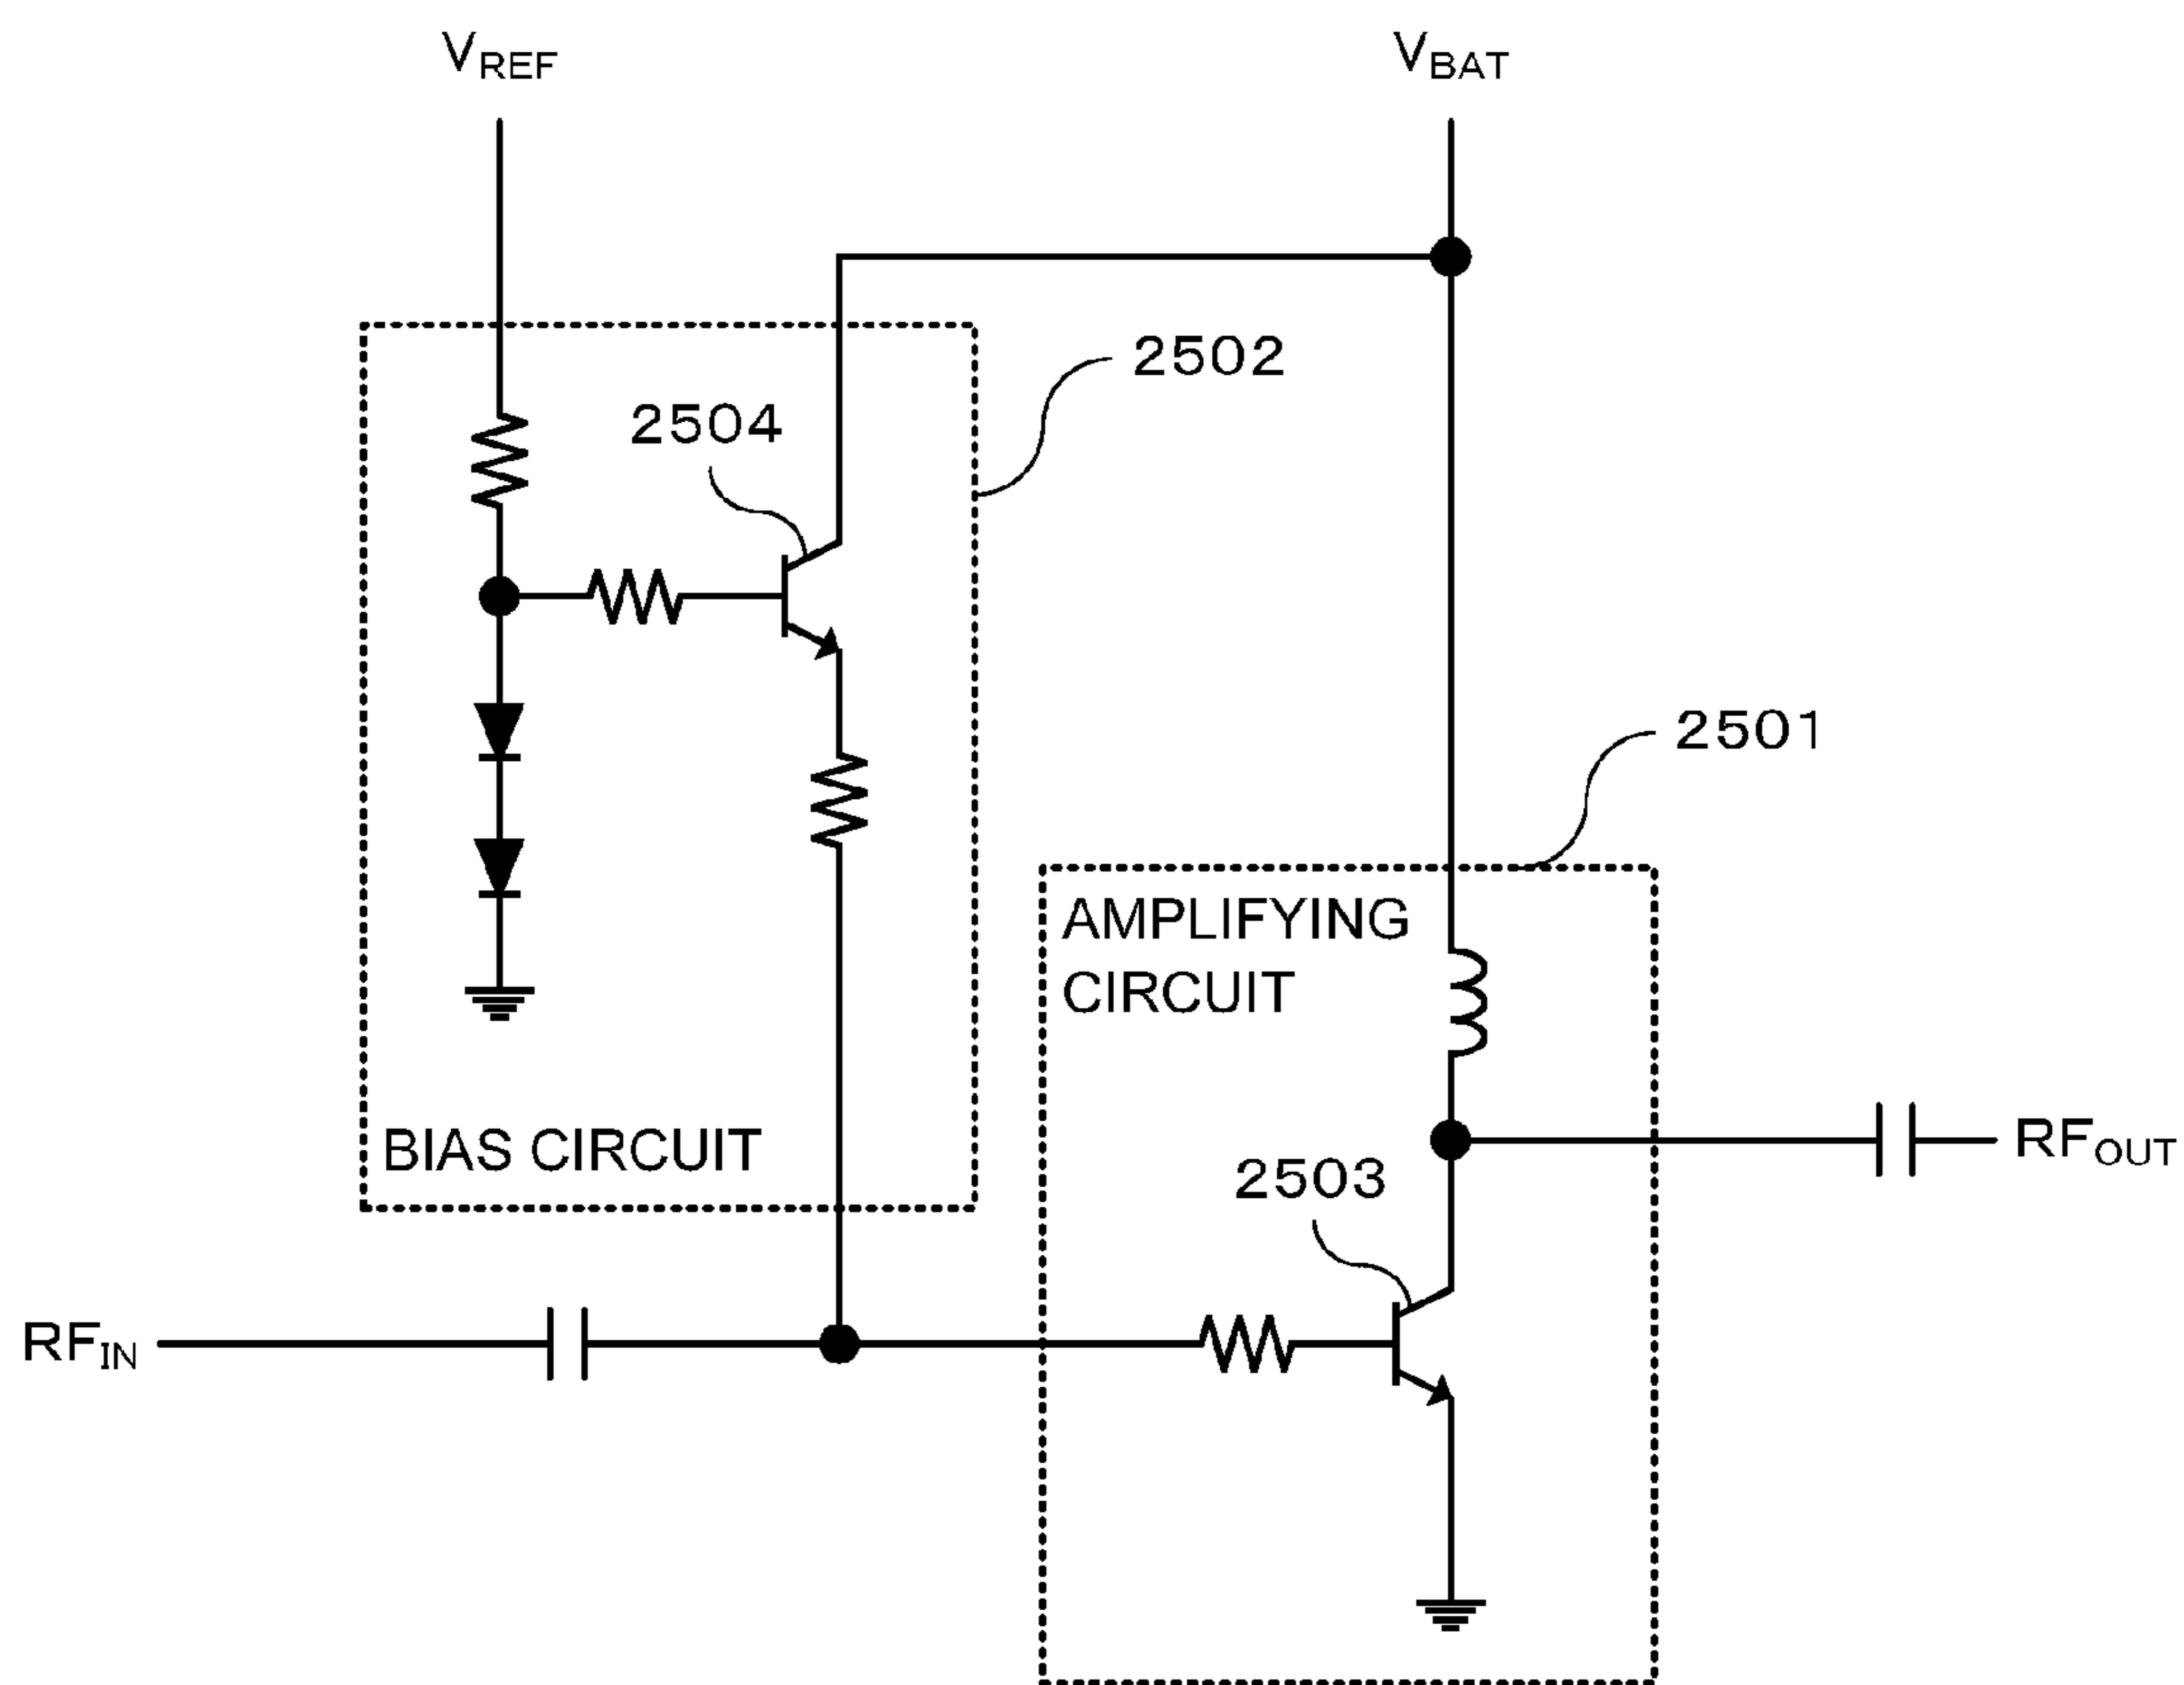 VREF
VBAT
2502
2504
2501
AMPLIFYING
CIRCUIT
BIAS CIRCUIT
RFOUT
2503
RFIN